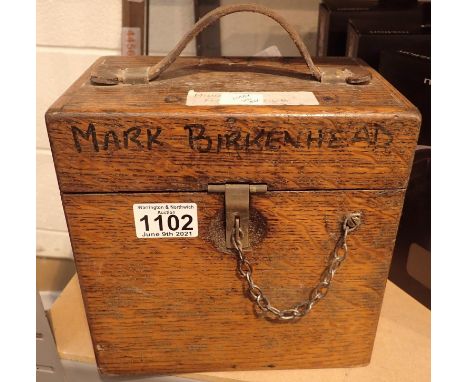 MARK BIRKENHEAD
Warrington & Northwich
Auction
1102
June 9th 2021